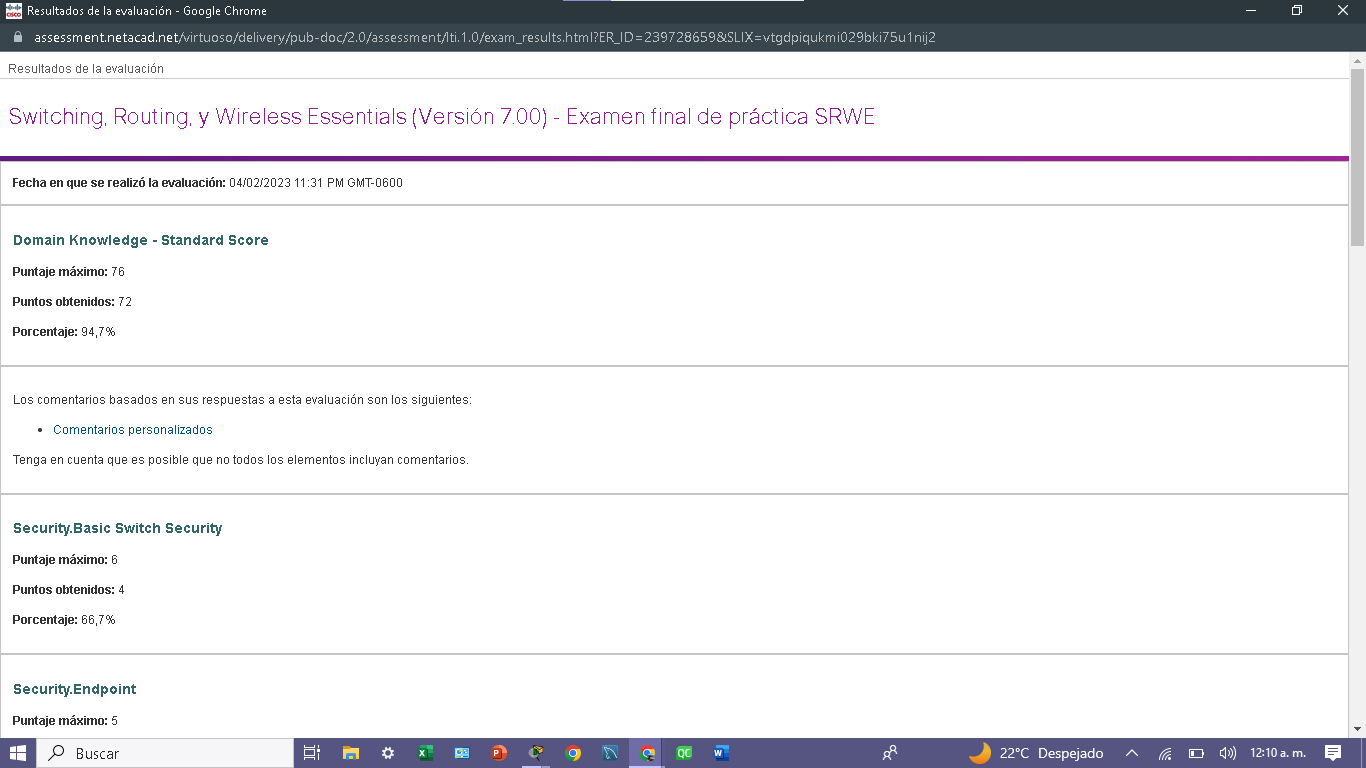 Resultados de la evaluación - Google Chrome
assessment.netacad.net/virtuoso/delivery/pub-doc/2.0/assessment/lti.1.0/exam_results.html?ER_ID=239728659&SLIX=vtgdpiqukmi029bki75u1nij2
Resultados de la evaluación
Switching, Routing, y Wireless Essentials (Versión 7.00) - Examen final de práctica SRWE
Fecha en que se realizó la evaluación: 04/02/2023 11:31 PM GMT-0600
Domain Knowledge - Standard Score
Puntaje máximo: 76
Puntos obtenidos: 72
Porcentaje: 94,7%
Los comentarios basados en sus respuestas a esta evaluación son los siguientes:
• Comentarios personalizados
Tenga en cuenta que es posible que no todos los elementos incluyan comentarios.
Security.Basic Switch Security
Puntaje máximo: 6
Puntos obtenidos: 4
Porcentaje: 66,7%
Security.Endpoint
Puntaje máximo: 5
Buscar
QC
22°C Despejado
12:10 a. m.